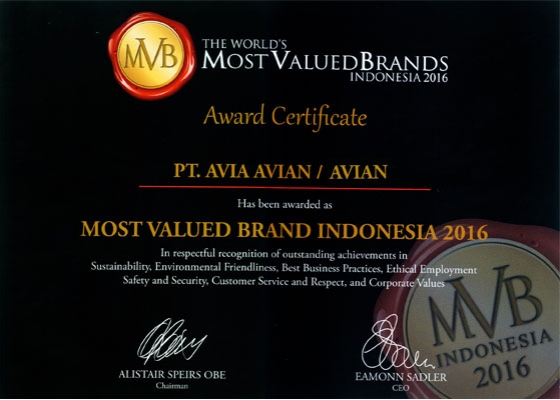 MVB
THE WORLD'S
MOST VALUED BRANDS
INDONESIA 2016
Award Certificate
PT. AVIA AVIAN / AVIAN
Has been awarded as
MOST VALUED BRAND INDONESIA 2016
In respectful recognition of outstanding achievements in
Sustainability, Environmental Friendliness, Best Business Practices, Ethical Employment
Safety and Security, Customer Service and Respect, and Corporate Values
MVB
INDONESIA
2016
ALISTAIR SPEIRS OBE
Chairman
EAMONN SADLER
CEO